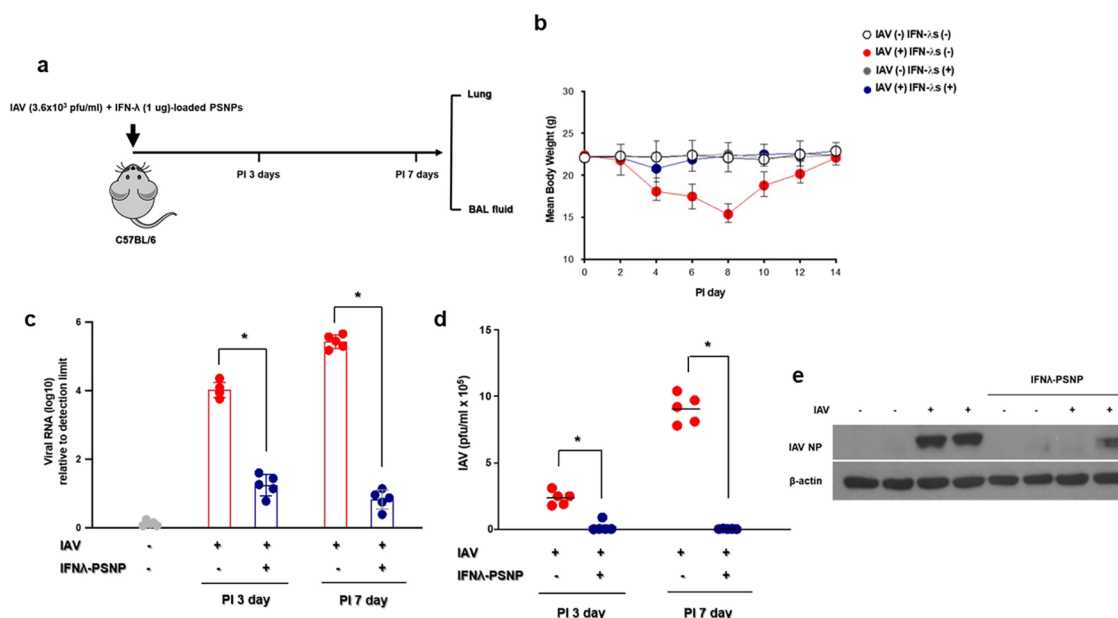 a
IAV (3.6x10³ pfu/ml) + IFN-λ (1 ug)-loaded PSNPs
C57BL/6
PI 3 days
PI 7 days
Lung
BAL fluid
b
IAV (-) IFN-λs (-)
IAV (+) IFN-λs (-)
IAV (-) IFN-λs (+)
IAV (+) IFN-λs (+)
Mean Body Weight (g)
30
25
20
15
10
0 2 4 6 8 10 12 14
PI day
c
Viral RNA (log10)
relative to detection limit
6
4
2
0
*
*
IAV - + + + +
IFNλ-PSNP - - + - +
PI 3 day PI 7 day
d
IAV (pfu/ml x 10⁵)
15
10
5
0
*
*
IAV + + + +
IFNλ-PSNP - + - +
PI 3 day PI 7 day
e
IFNλ-PSNP
IAV - - + + - - + +
IAV NP
β-actin